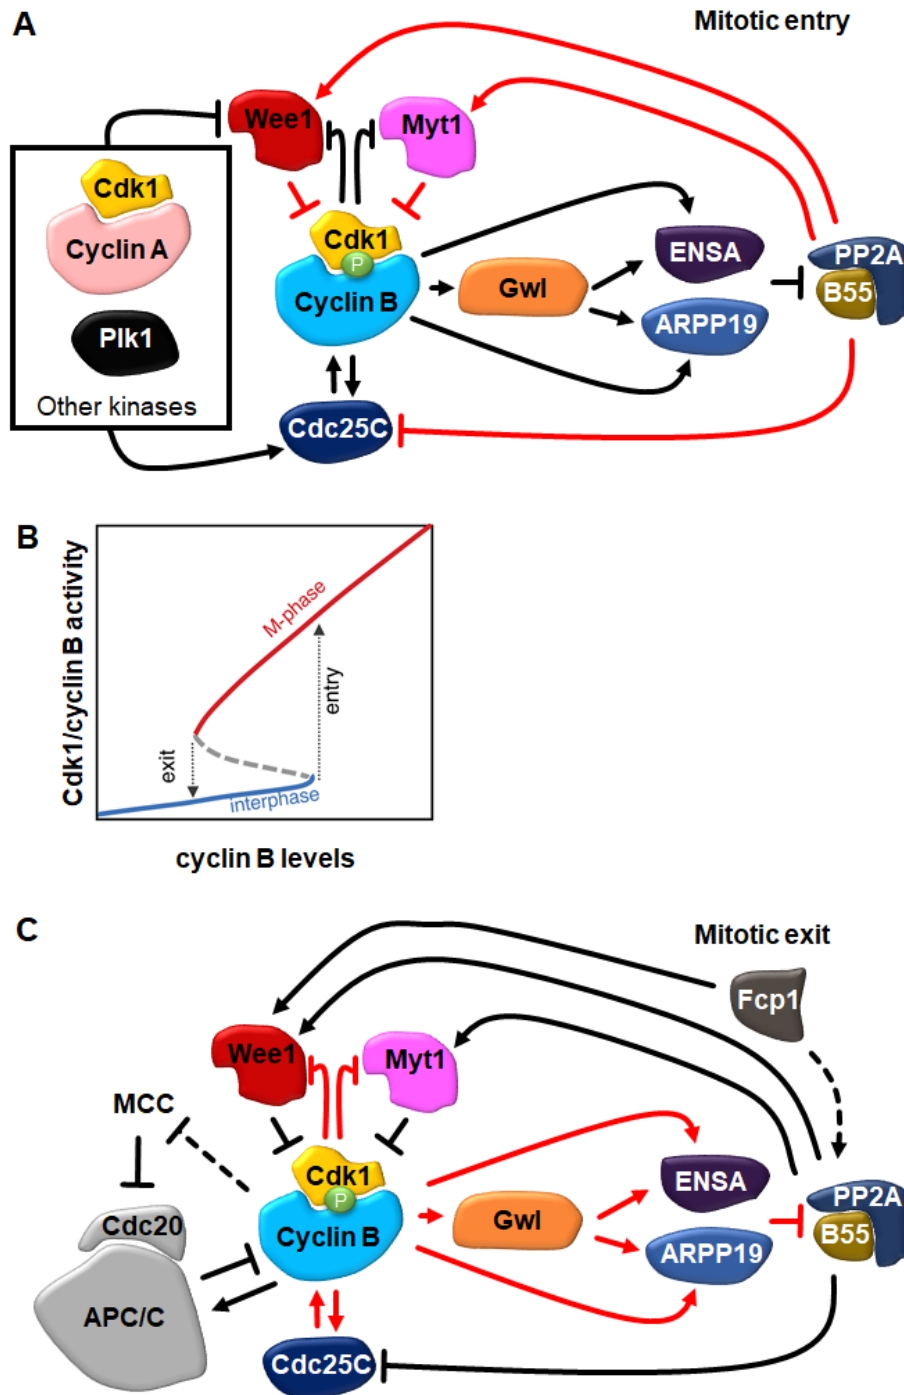 A
Mitotic entry
Wee1
Myt1
Cdk1
Cyclin A
Plk1
Other kinases
Cdk1
P
Cyclin B
Cdc25C
Gwl
ENSA
ARPP19
PP2A
B55
B
Cdk1/cyclin B activity
M-phase
entry
exit
interphase
cyclin B levels
C
Mitotic exit
Fcp1
Wee1
Myt1
MCC
Cdc20
APC/C
Cdk1
P
Cyclin B
Cdc25C
Gwl
ENSA
ARPP19
PP2A
B55